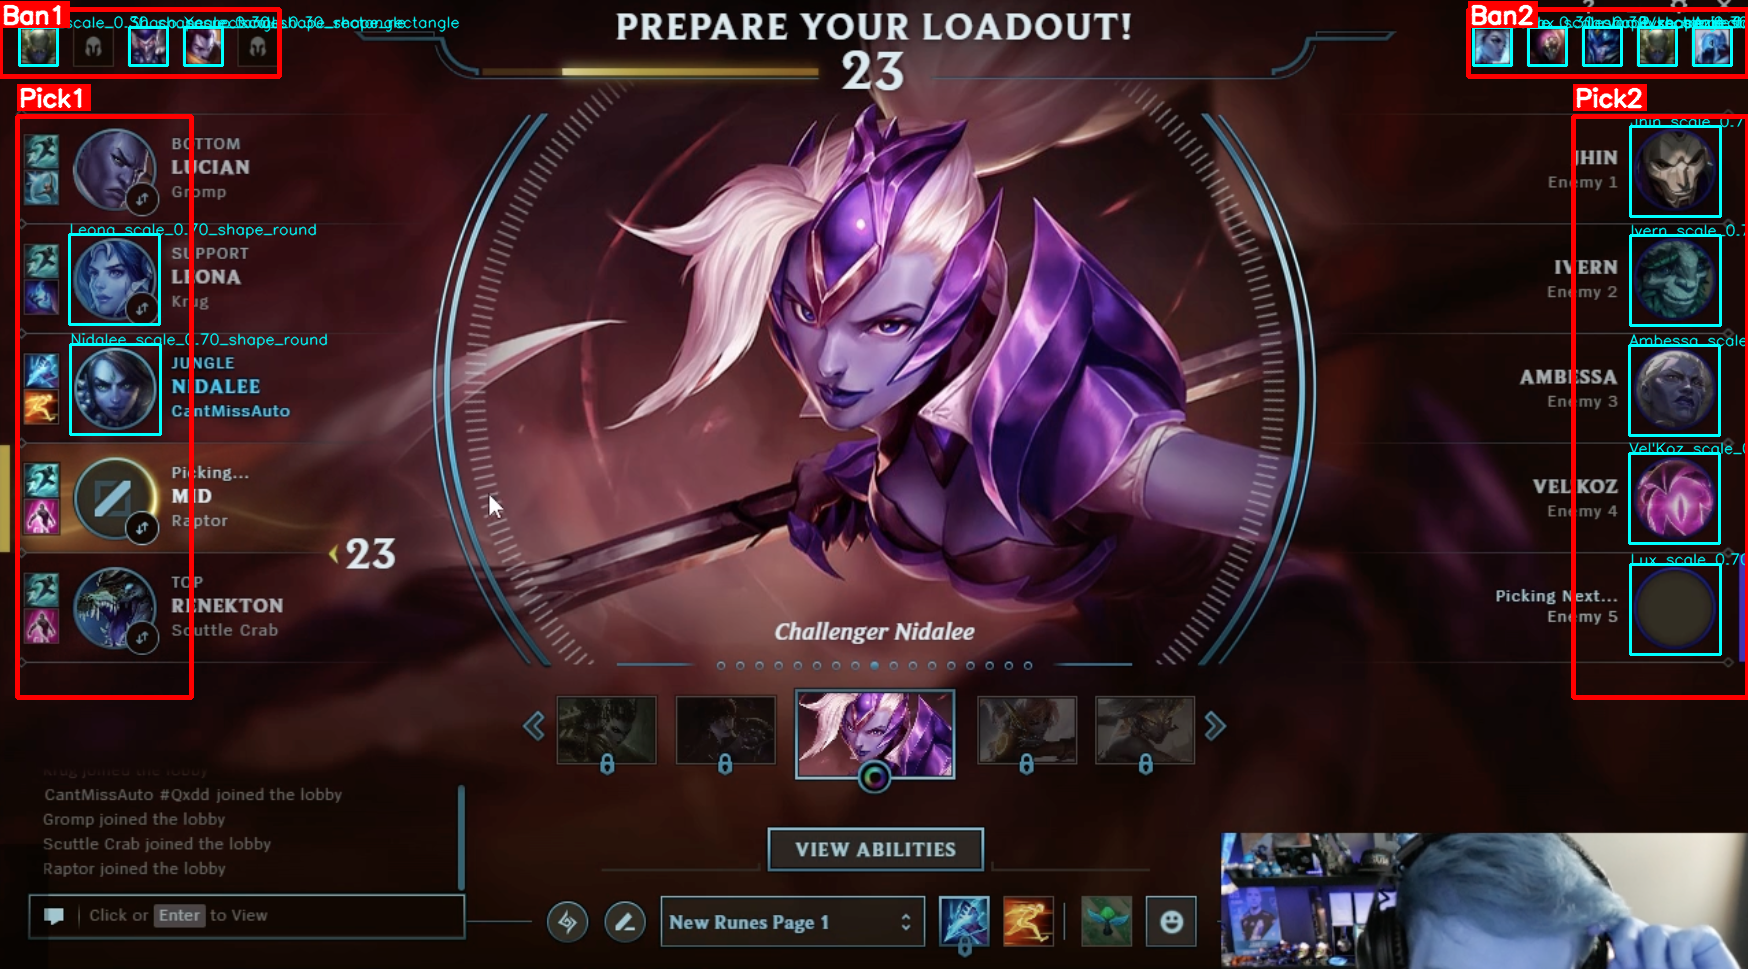 Ban1
PREPARE YOUR LOADOUT!
23
Ban2
Pick1
BOTTOM
LUCIAN
Gromp
Leona_scale_0.70_shape_round
SUPPORT
LEONA
Krug
Nidalee_scale_0.70_shape_round
JUNGLE
NIDALEE
CantMissAuto
Picking...
MID
Raptor
23
TOP
RENEKTON
Scuttle Crab
Pick2
Jhin_scale_0.7
JHIN
Enemy 1
Ivern_scale_0.7
IVERN
Enemy 2
Ambessa_scale
AMBESSA
Enemy 3
Vel'Koz_scale_0
VEL'KOZ
Enemy 4
Lux_scale_0.70
Picking Next...
Enemy 5
Challenger Nidalee
Krug joined the lobby
CantMissAuto #Qxdd joined the lobby
Gromp joined the lobby
Scuttle Crab joined the lobby
Raptor joined the lobby
Click or Enter to View
VIEW ABILITIES
New Runes Page 1